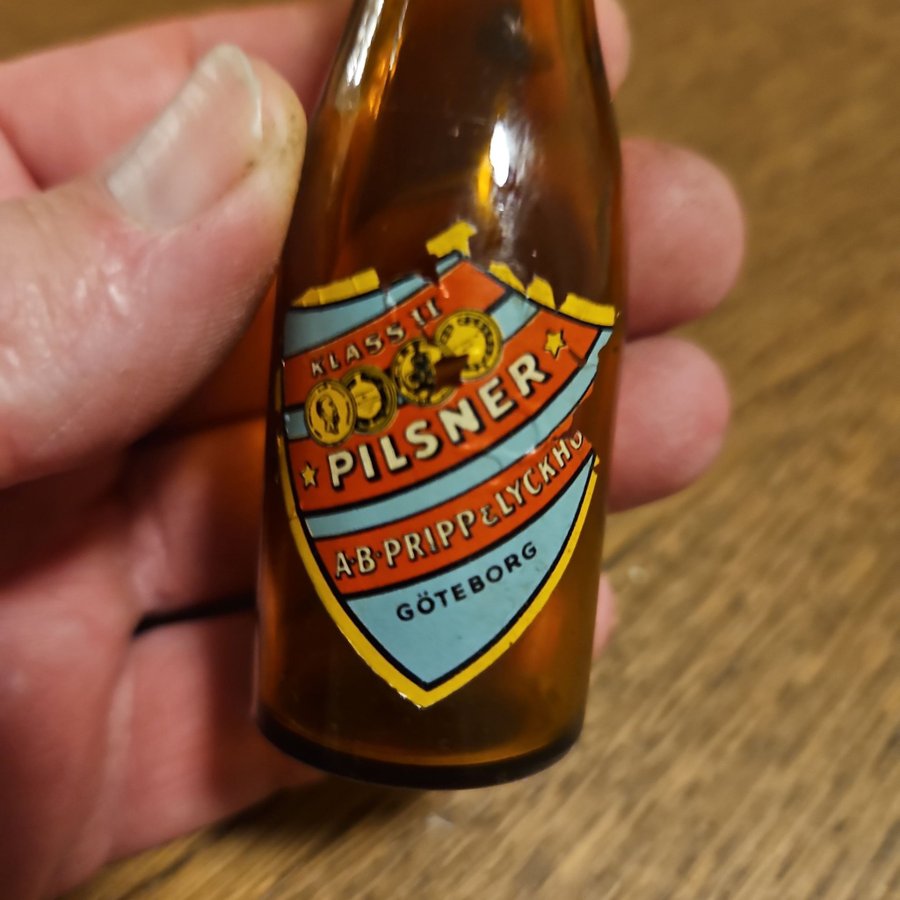 KLASS II
PILSNER
A·B·PRIPP & LYCKHO
GÖTEBORG